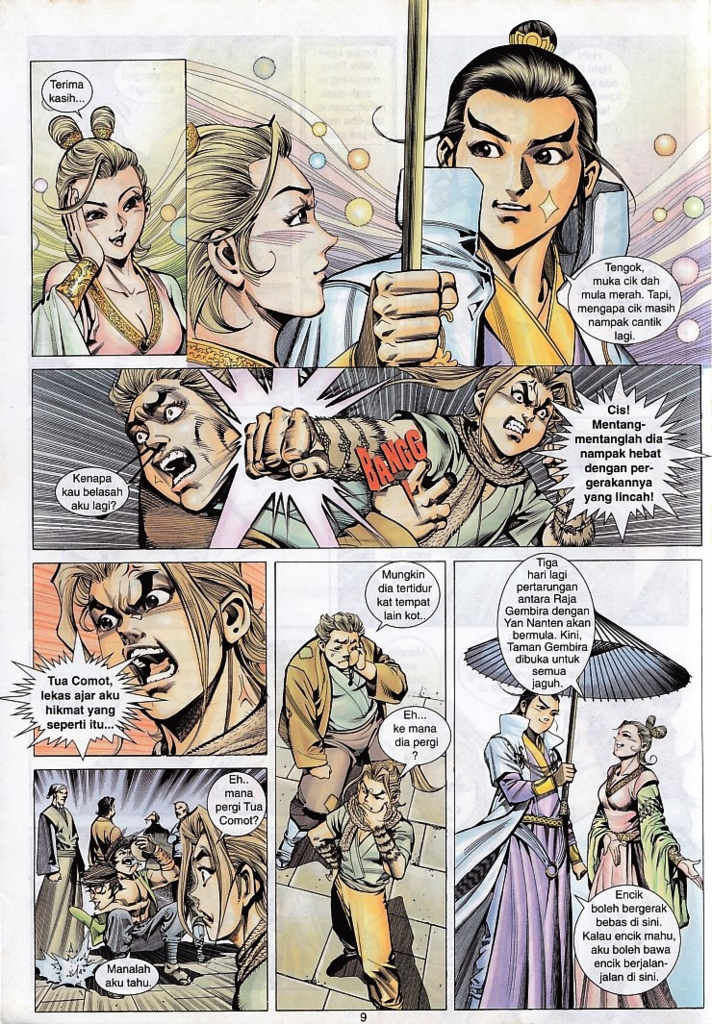 Terima
kasih...
Tengok,
muka cik dah
mula merah. Tapi,
mengapa cik masih
nampak cantik
lagi.
Kenapa
kau belasah
aku lagi?
BANGG
Cis!
Mentang-
mentanglah dia
nampak hebat
dengan per-
gerakannya
yang lincah!
Tua Comot,
lekas ajar aku
hikmat yang
seperti itu...
Eh..
mana
pergi Tua
Comot?
Manalah
aku tahu.
Mungkin
dia tertidur
kat tempat
lain kot..
Eh...
ke mana
dia pergi
?
Tiga
hari lagi
pertarungan
antara Raja
Gembira dengan
Yan Nanten akan
bermula. Kini,
Taman Gembira
dibuka untuk
semua
jaguh.
Encik
boleh bergerak
bebas di sini.
Kalau encik mahu,
aku boleh bawa
encik berjalan-
jalan di sini.
9